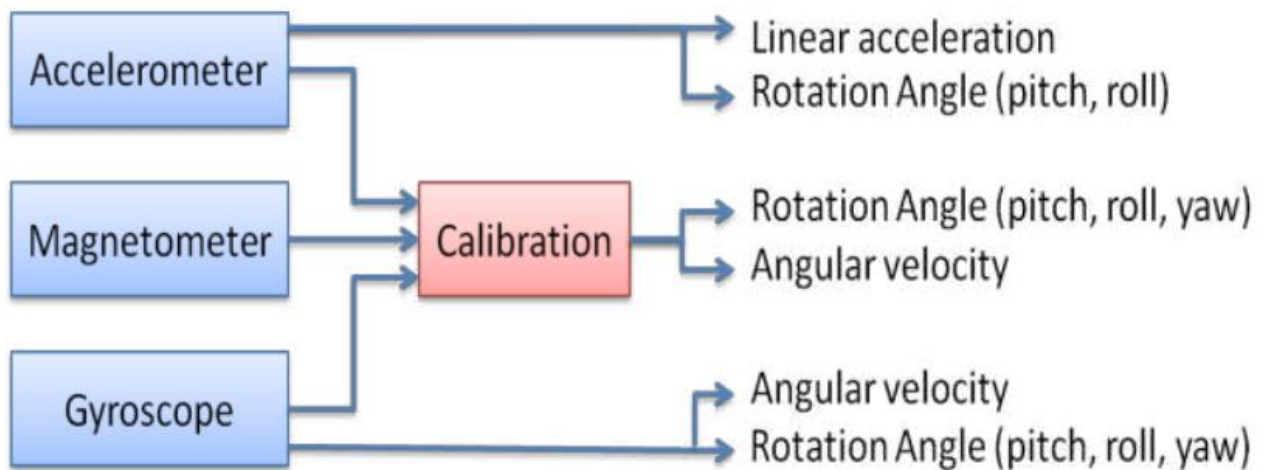 Accelerometer
Linear acceleration
Rotation Angle (pitch, roll)
Magnetometer
Calibration
Rotation Angle (pitch, roll, yaw)
Angular velocity
Gyroscope
Angular velocity
Rotation Angle (pitch, roll, yaw)